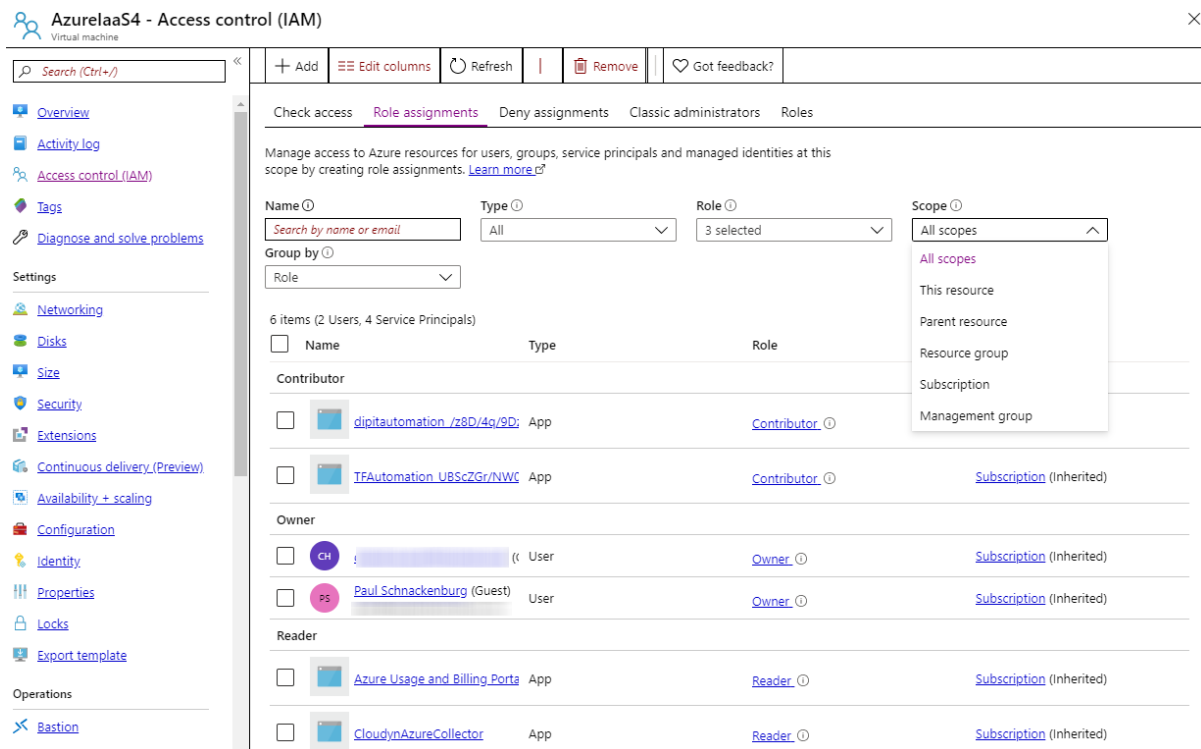 AzureIaaS4 - Access control (IAM)
Virtual machine
Search (Ctrl+/)
Overview
Activity log
Access control (IAM)
Tags
Diagnose and solve problems
Settings
Networking
Disks
Size
Security
Extensions
Continuous delivery (Preview)
Availability + scaling
Configuration
Identity
Properties
Locks
Export template
Operations
Bastion
Add Edit columns Refresh Remove Got feedback?
Check access Role assignments Deny assignments Classic administrators Roles
Manage access to Azure resources for users, groups, service principals and managed identities at this
scope by creating role assignments. Learn more
Name Type Role Scope
Search by name or email All 3 selected All scopes
Group by
Role
All scopes
This resource
Parent resource
Resource group
Subscription
Management group
6 items (2 Users, 4 Service Principals)
Name Type Role
Contributor
dipitautomation_/z8D/4q/9D App Contributor
TFAutomation_UBScZGr/NW App Contributor Subscription (Inherited)
Owner
CH User Owner Subscription (Inherited)
PS Paul Schnackenburg (Guest) User Owner Subscription (Inherited)
Reader
Azure Usage and Billing Porta App Reader Subscription (Inherited)
CloudynAzureCollector App Reader Subscription (Inherited)